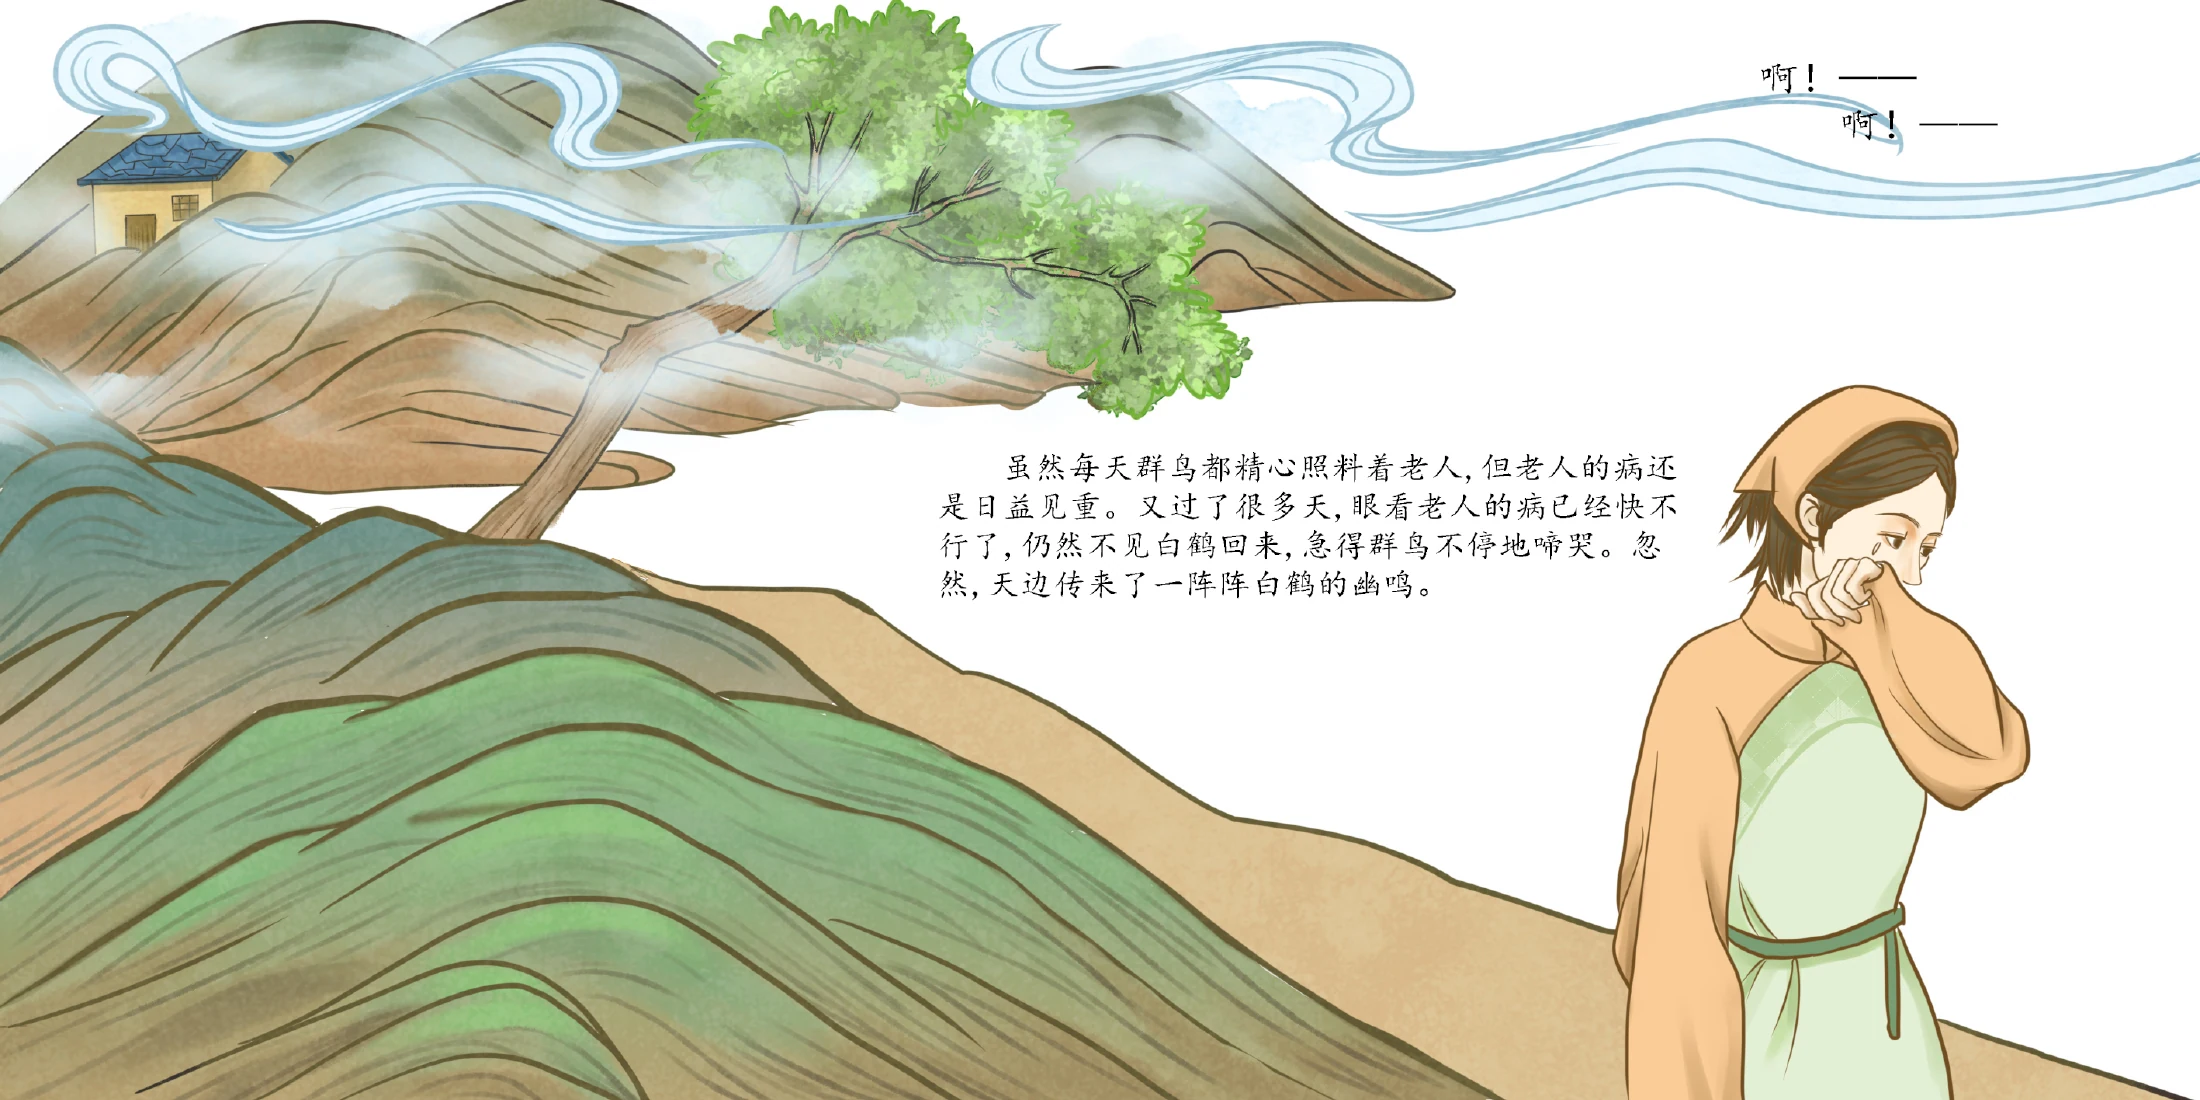 啊！——
啊！——
虽然每天群鸟都精心照料着老人，但老人的病还
是日益见重。又过了很多天，眼看老人的病已经快不
行了，仍然不见白鹤回来，急得群鸟不停地啼哭。忽
然，天边传来了一阵阵白鹤的幽鸣。